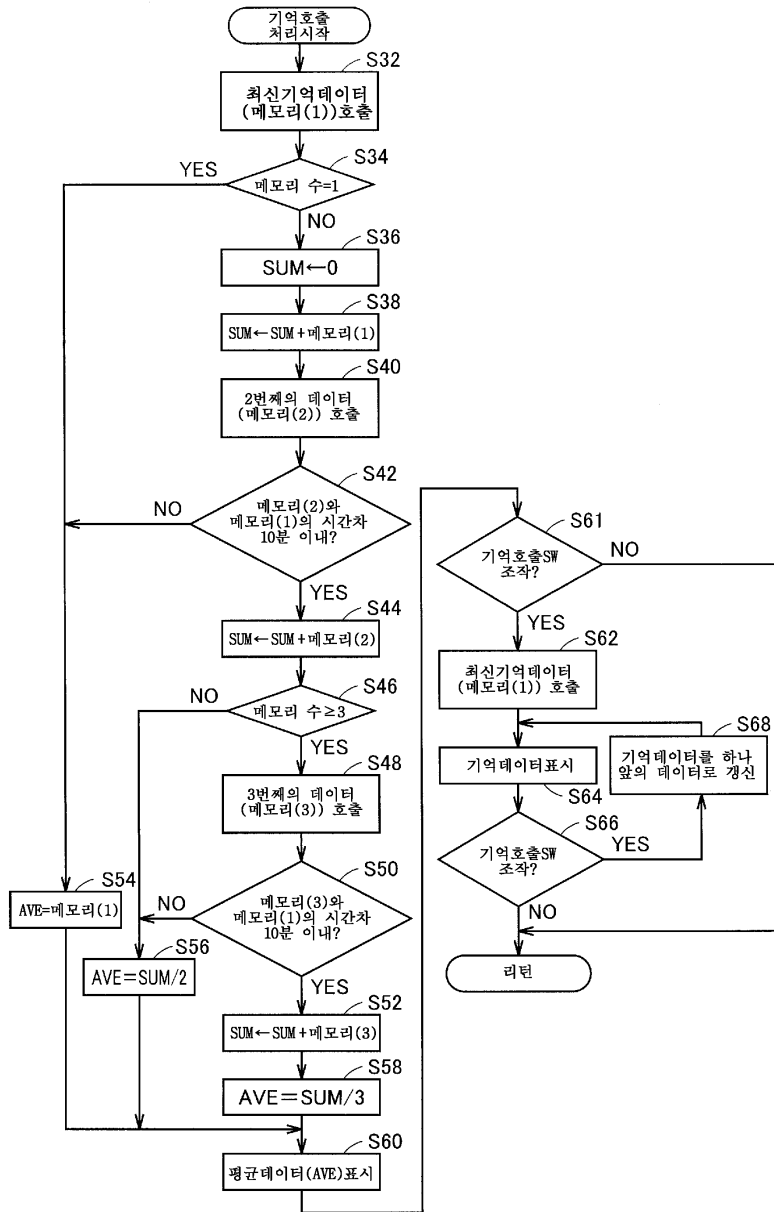 기억호출
처리시작
S32
최신기억데이터
(메모리(1))호출
S34
YES
메모리 수=1
NO
S36
SUM←0
S38
SUM←SUM+메모리(1)
S40
2번째의 데이터
(메모리(2)) 호출
S42
NO
메모리(2)와
메모리(1)의 시간차
10분 이내?
YES
S44
SUM←SUM+메모리(2)
S46
NO
메모리 수≥3
YES
S48
3번째의 데이터
(메모리(3)) 호출
S50
NO
메모리(3)와
메모리(1)의 시간차
10분 이내?
YES
S54
AVE=메모리(1)
S56
AVE=SUM/2
S52
SUM←SUM+메모리(3)
S58
AVE=SUM/3
S60
평균데이터(AVE)표시
S61
기억호출SW
조작?
NO
YES
S62
최신기억데이터
(메모리(1)) 호출
S68
기억데이터를 하나
앞의 데이터로 갱신
기억데이터표시
S64
S66
기억호출SW
조작?
YES
NO
리턴